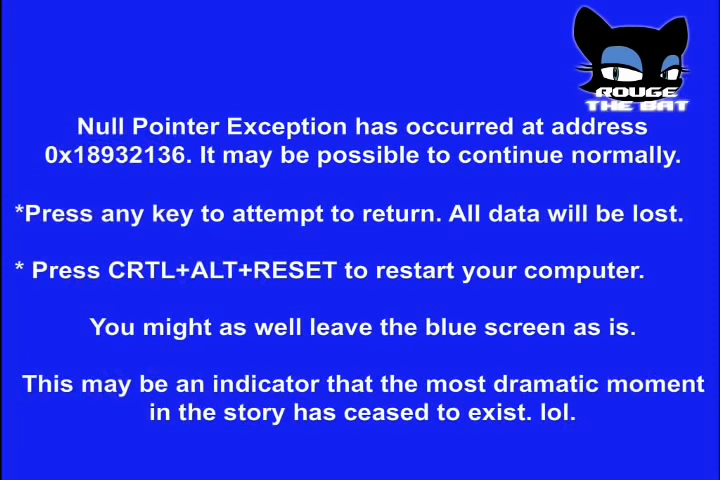 ROUGE
THE BAT
Null Pointer Exception has occurred at address
0x18932136. It may be possible to continue normally.
*Press any key to attempt to return. All data will be lost.
* Press CRTL+ALT+RESET to restart your computer.
You might as well leave the blue screen as is.
This may be an indicator that the most dramatic moment
in the story has ceased to exist. lol.